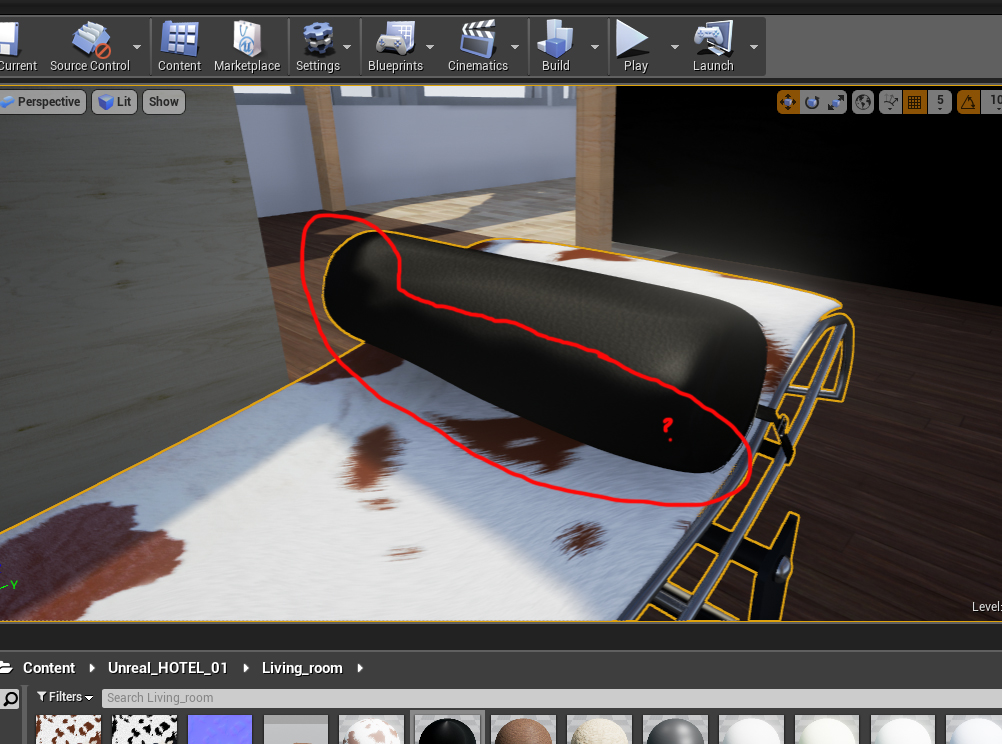 Current Source Control Content Marketplace Settings Blueprints Cinematics Build Play Launch
Perspective Lit Show 5 10
?
Y
Level:
Content Unreal_HOTEL_01 Living_room
Filters Search Living_room